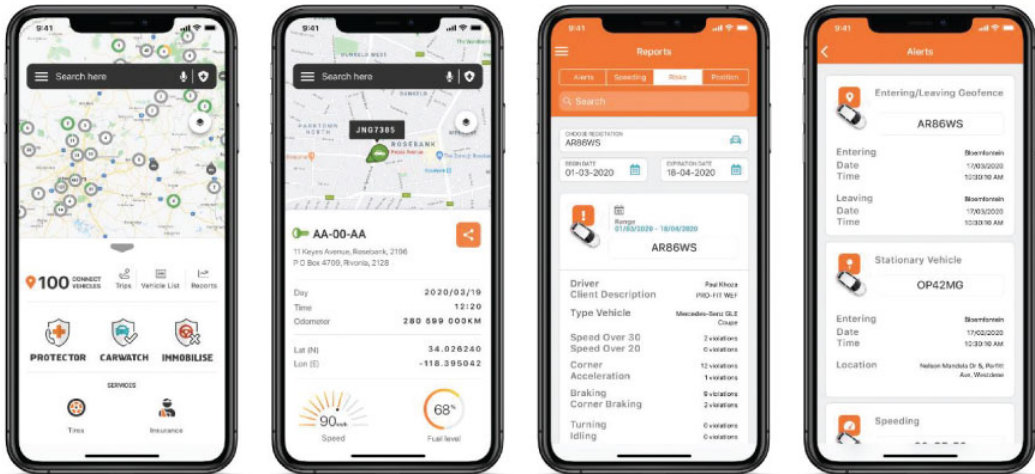 9:41
Search here
100 CONNECT VEHICLES
Trips
Vehicle List
Reports
PROTECTOR
CARWATCH
IMMOBILISE
SERVICES
Tires
Insurance
9:41
Search here
DUNKELD WEST
DUNKELD
PARKTOWN NORTH
JNG7385
ROSEBANK
Keyes Avenue
AA-00-AA
11 Keyes Avenue, Rosebank, 2196
P O Box 4709, Rivonia, 2128
Day 2020/03/19
Time 12:20
Odometer 280 699 000KM
Lat (N) 34.026240
Lon (E) -118.395042
90
Speed
68%
Fuel level
9:41
Reports
Alerts Speeding Risks Position
Search
CHOOSE REGISTRATION
AR86WS
BEGIN DATE
01-03-2020
EXPIRATION DATE
18-04-2020
Range
01/03/2020 - 18/04/2020
AR86WS
Driver Paul Khoza
Client Description PRO-FIT WEF
Type Vehicle Mercedes-Benz GLE
Coupe
Speed Over 30 2 violations
Speed Over 20 0 violations
Corner 12 violations
Acceleration 1 violations
Braking
Corner Braking 2 violations
Turning 0 violations
Idling 0 violations
9:41
Alerts
Entering/Leaving Geofence
AR86WS
Entering Bloemfontein
Date 17/03/2020
Time 10:30:10 AM
Leaving Bloemfontein
Date 17/03/2020
Time 10:30:10 AM
Stationary Vehicle
OP42MG
Entering Bloemfontein
Date 17/02/2020
Time 10:30:10 AM
Location Nelson Mandela Dr &, Parfitt
Ave, Westdene
Speeding